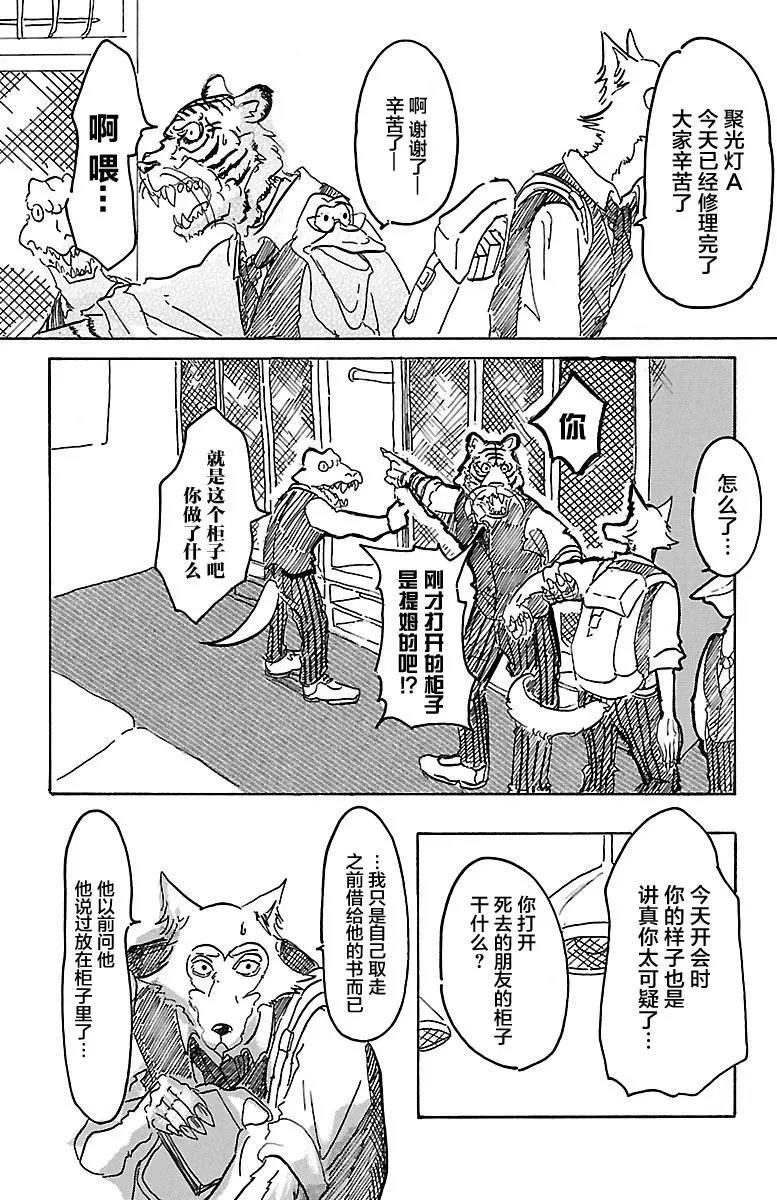 聚光灯A
今天已经修理完了
大家辛苦了
啊 谢谢了—
辛苦了—
啊 喂…
怎么了…
你
刚才打开的柜子
是提姆的吧!?
就是这个柜子吧
你做了什么
今天开会时
你的样子也是
讲真你太可疑了…
你打开
死去的朋友的柜子
干什么?
…我只是自己取走
之前借给他的书而已
他以前问他
他说过放在柜子里了…